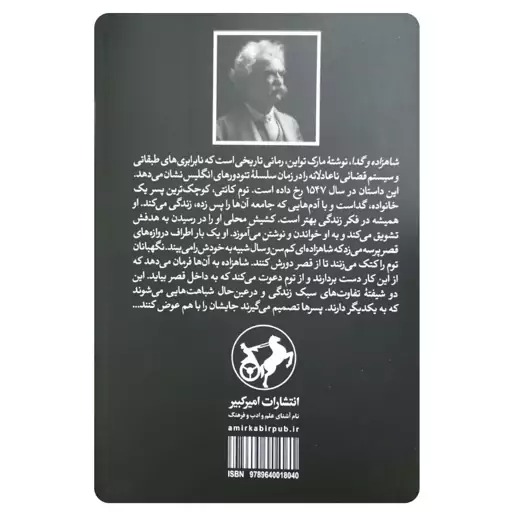 شاهزاده و گدا، نوشتهٔ مارک تواین، رمانی تاریخی است که نابرابری‌های طبقاتی
و سیستم قضائی ناعادلانه را در زمان سلسلهٔ تئودورهای انگلیس نشان می‌دهد.
این داستان در سال ۱۵۴۷ رخ داده است. توم کانتی، کوچک‌ترین پسر یک
خانواده، گداست و با آدم‌هایی که جامعه آن‌ها را پس زده، زندگی می‌کند. او
همیشه در فکر زندگی بهتر است. کشیش محلی او را در رسیدن به هدفش
تشویق می‌کند و به او خواندن و نوشتن می‌آموزد. او یک بار اطراف دروازه‌های
قصر پرسه می‌زد که شاهزاده‌ای کم‌سن‌وسال شبیه به خودش را می‌بیند. نگهبانان
توم را کتک می‌زنند تا از قصر دورش کنند. شاهزاده به آن‌ها فرمان می‌دهد که
از این کار دست بردارند و از توم دعوت می‌کند که به داخل قصر بیاید. این
دو شیفتهٔ تفاوت‌های سبک زندگی و درعین‌حال شباهت‌هایی می‌شوند
که به یکدیگر دارند. پسرها تصمیم می‌گیرند جایشان را با هم عوض کنند...
انتشارات امیرکبیر
نام آشنای علم و ادب و فرهنگ
amirkabirpub.ir
ISBN 9789640018040